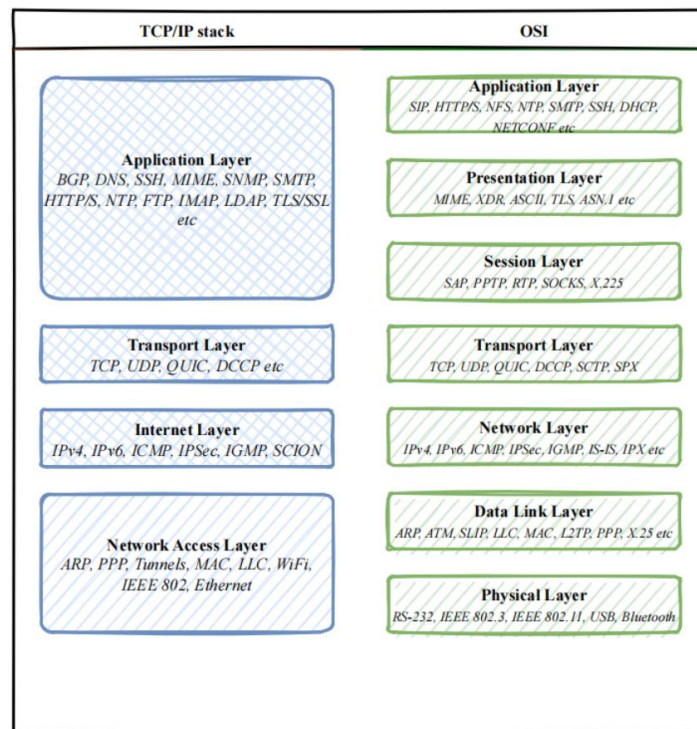 TCP/IP stack
OSI
Application Layer
BGP, DNS, SSH, MIME, SNMP, SMTP,
HTTP/S, NTP, FTP, IMAP, LDAP, TLS/SSL
etc
Transport Layer
TCP, UDP, QUIC, DCCP etc
Internet Layer
IPv4, IPv6, ICMP, IPSec, IGMP, SCION
Network Access Layer
ARP, PPP, Tunnels, MAC, LLC, WiFi,
IEEE 802, Ethernet
Application Layer
SIP, HTTP/S, NFS, NTP, SMTP, SSH, DHCP,
NETCONF etc
Presentation Layer
MIME, XDR, ASCII, TLS, ASN.1 etc
Session Layer
SAP, PPTP, RTP, SOCKS, X.225
Transport Layer
TCP, UDP, QUIC, DCCP, SCTP, SPX
Network Layer
IPv4, IPv6, ICMP, IPSec, IGMP, IS-IS, IPX etc
Data Link Layer
ARP, ATM, SLIP, LLC, MAC, L2TP, PPP, X.25 etc
Physical Layer
RS-232, IEEE 802.3, IEEE 802.11, USB, Bluetooth